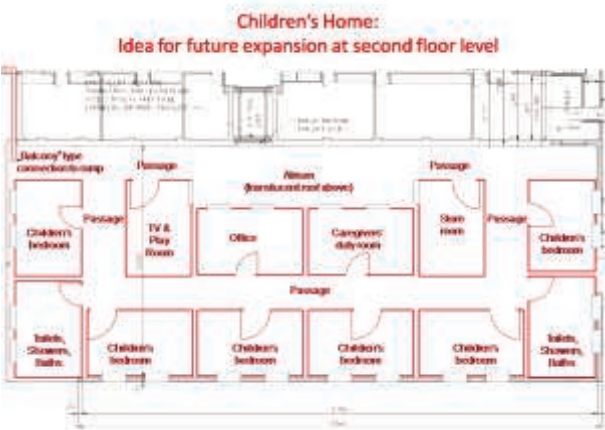 Children's Home:
Idea for future expansion at second floor level
"Balcony" type
connection to ramp
Passage
Atrium
(translucent roof above)
Passage
Children's
bedroom
Passage
TV &
Play
Room
Office
Caregivers'
duty room
Store
room
Passage
Children's
bedroom
Passage
Toilets,
Showers,
Baths
Children's
bedroom
Children's
bedroom
Children's
bedroom
Children's
bedroom
Toilets,
Showers,
Baths